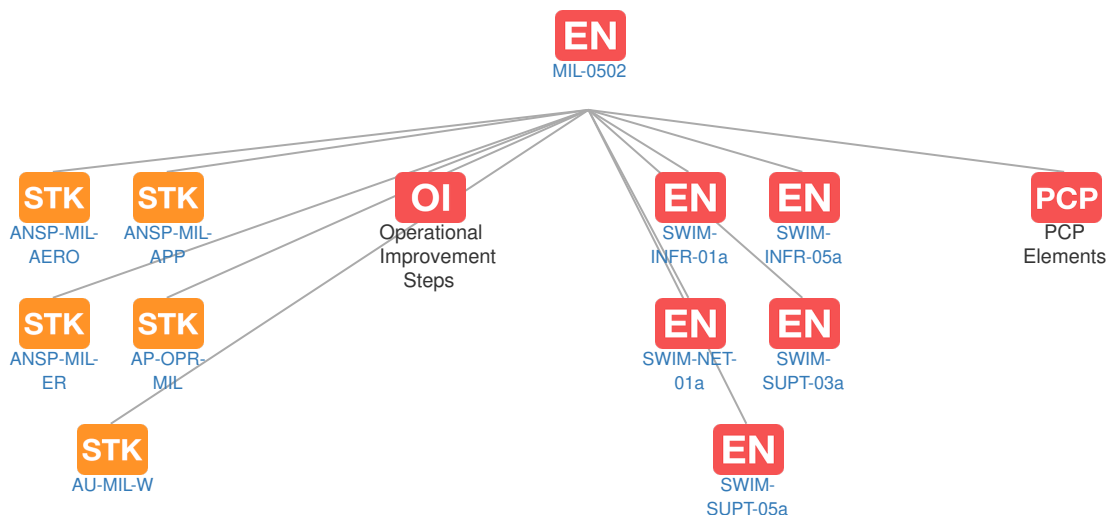 EN
MIL-0502
STK
ANSP-MIL-
AERO
STK
ANSP-MIL-
APP
OI
Operational
Improvement
Steps
EN
SWIM-
INFR-01a
EN
SWIM-
INFR-05a
PCP
PCP
Elements
STK
ANSP-MIL-
ER
STK
AP-OPR-
MIL
EN
SWIM-NET-
01a
EN
SWIM-
SUPT-03a
STK
AU-MIL-W
EN
SWIM-
SUPT-05a